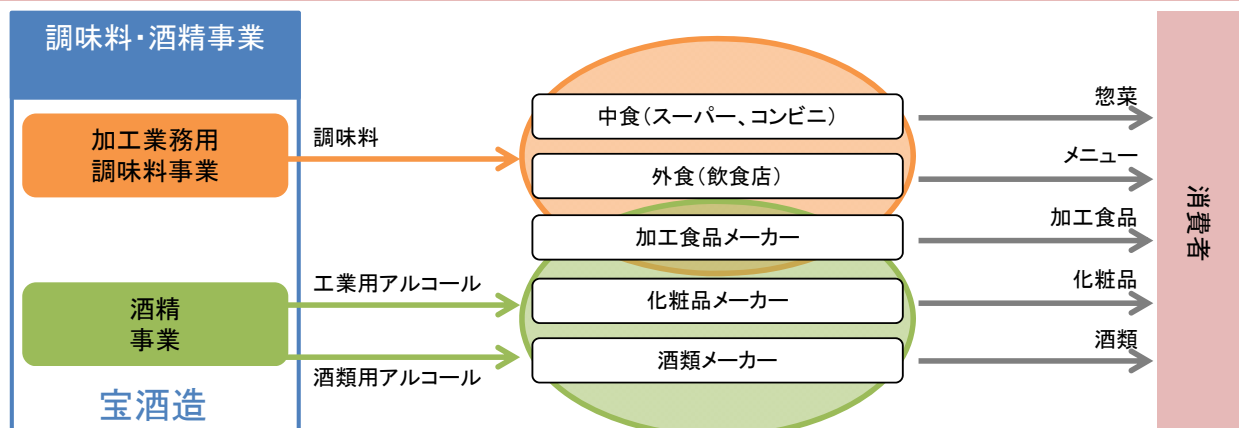 調味料・酒精事業
加工業務用
調味料事業
調味料
酒精
事業
工業用アルコール
酒類用アルコール
宝酒造
中食（スーパー、コンビニ）
外食（飲食店）
加工食品メーカー
化粧品メーカー
酒類メーカー
惣菜
メニュー
加工食品
化粧品
酒類
消費者